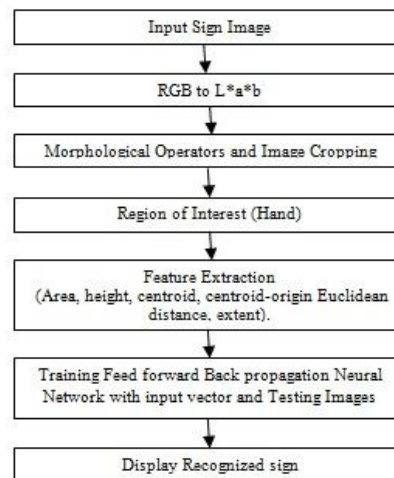 Input Sign Image
RGB to L*a*b
Morphological Operators and Image Cropping
Region of Interest (Hand)
Feature Extraction
(Area, height, centroid, centroid-origin Euclidean
distance, extent).
Training Feed forward Back propagation Neural
Network with input vector and Testing Images
Display Recognized sign